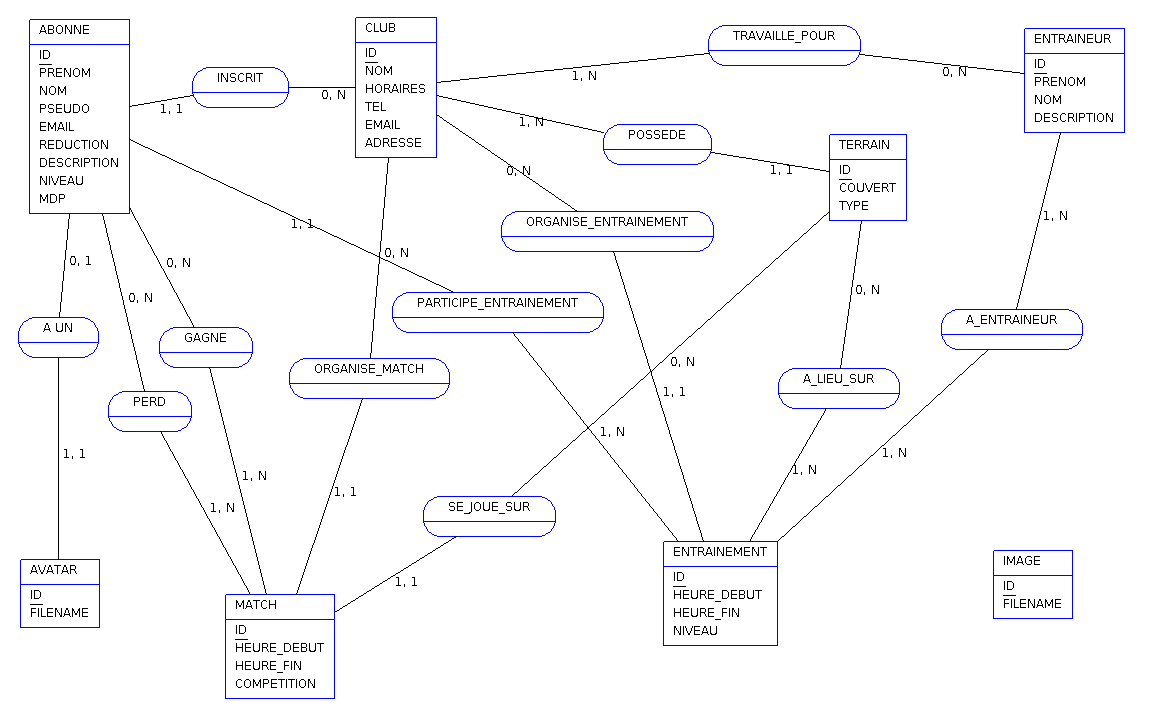 ABONNE
ID
PRENOM
NOM
PSEUDO
EMAIL
REDUCTION
DESCRIPTION
NIVEAU
MDP
INSCRIT
1, 1
0, N
CLUB
ID
NOM
HORAIRES
TEL
EMAIL
ADRESSE
TRAVAILLE_POUR
1, N
0, N
ENTRAINEUR
ID
PRENOM
NOM
DESCRIPTION
1, N
POSSEDE
1, 1
TERRAIN
ID
COUVERT
TYPE
0, N
ORGANISE_ENTRAINEMENT
1, 1
0, N
1, N
0, 1
0, N
0, N
0, N
PARTICIPE_ENTRAINEMENT
A UN
GAGNE
PERD
ORGANISE_MATCH
0, N
1, 1
A_LIEU_SUR
A_ENTRAINEUR
1, N
1, N
1, N
1, 1
1, N
1, N
1, 1
SE_JOUE_SUR
1, 1
AVATAR
ID
FILENAME
MATCH
ID
HEURE_DEBUT
HEURE_FIN
COMPETITION
ENTRAINEMENT
ID
HEURE_DEBUT
HEURE_FIN
NIVEAU
IMAGE
ID
FILENAME